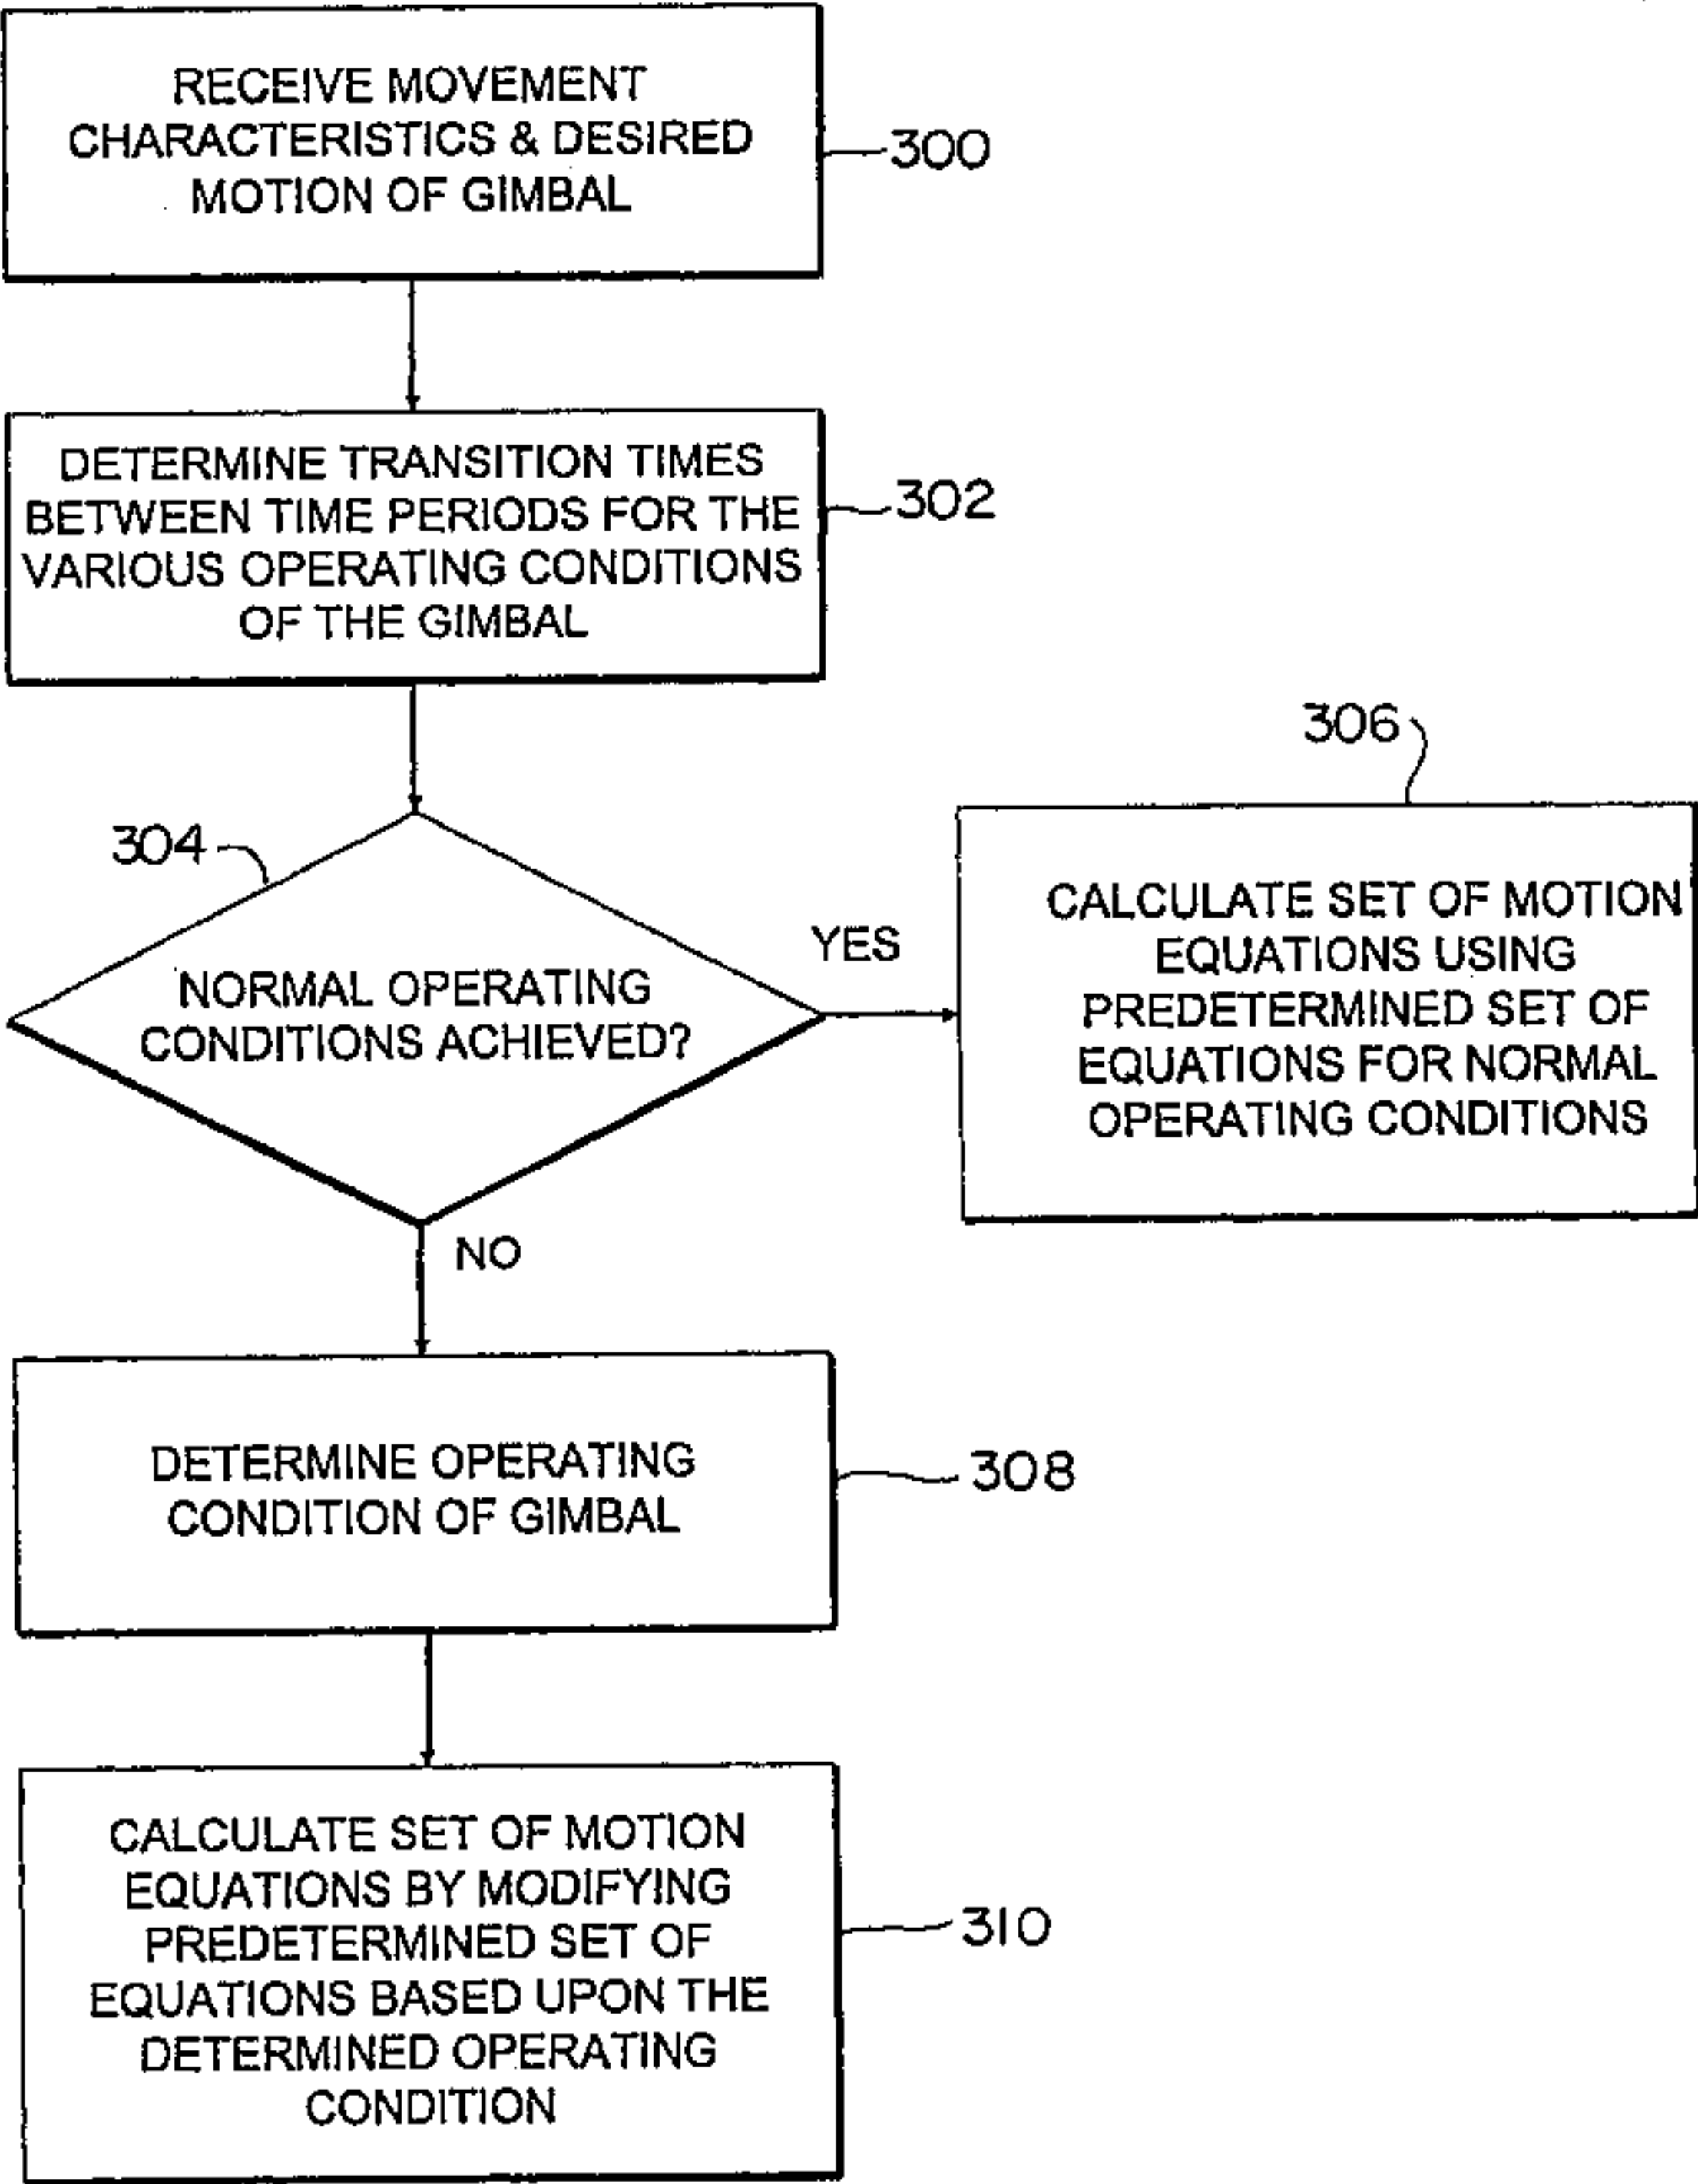 RECEIVE MOVEMENT
CHARACTERISTICS & DESIRED
MOTION OF GIMBAL
300
DETERMINE TRANSITION TIMES
BETWEEN TIME PERIODS FOR THE
VARIOUS OPERATING CONDITIONS
OF THE GIMBAL
302
304
NORMAL OPERATING
CONDITIONS ACHIEVED?
YES
306
CALCULATE SET OF MOTION
EQUATIONS USING
PREDETERMINED SET OF
EQUATIONS FOR NORMAL
OPERATING CONDITIONS
NO
DETERMINE OPERATING
CONDITION OF GIMBAL
308
CALCULATE SET OF MOTION
EQUATIONS BY MODIFYING
PREDETERMINED SET OF
EQUATIONS BASED UPON THE
DETERMINED OPERATING
CONDITION
310